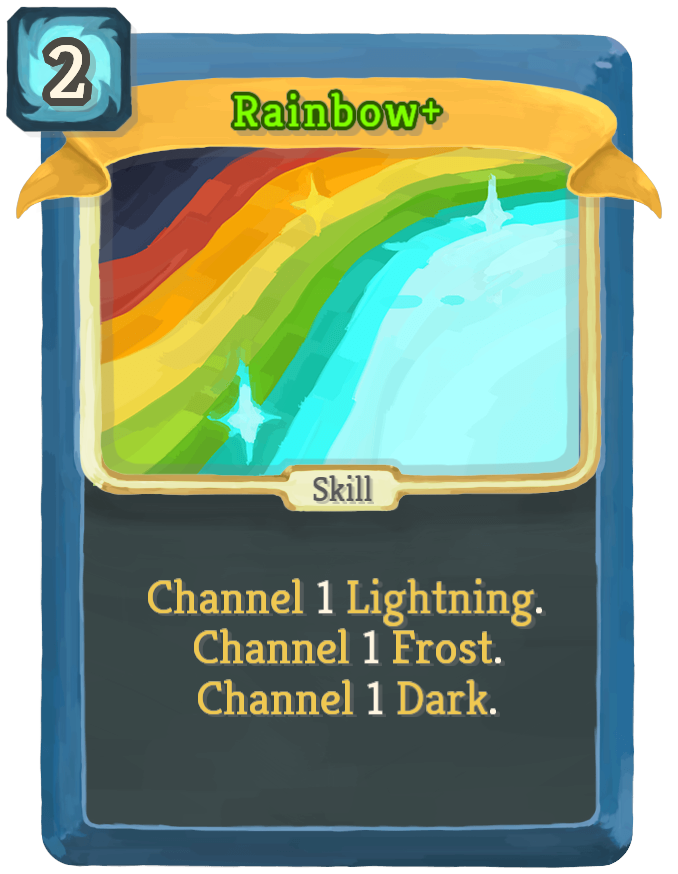 2
Rainbow+
Skill
Channel 1 Lightning.
Channel 1 Frost.
Channel 1 Dark.